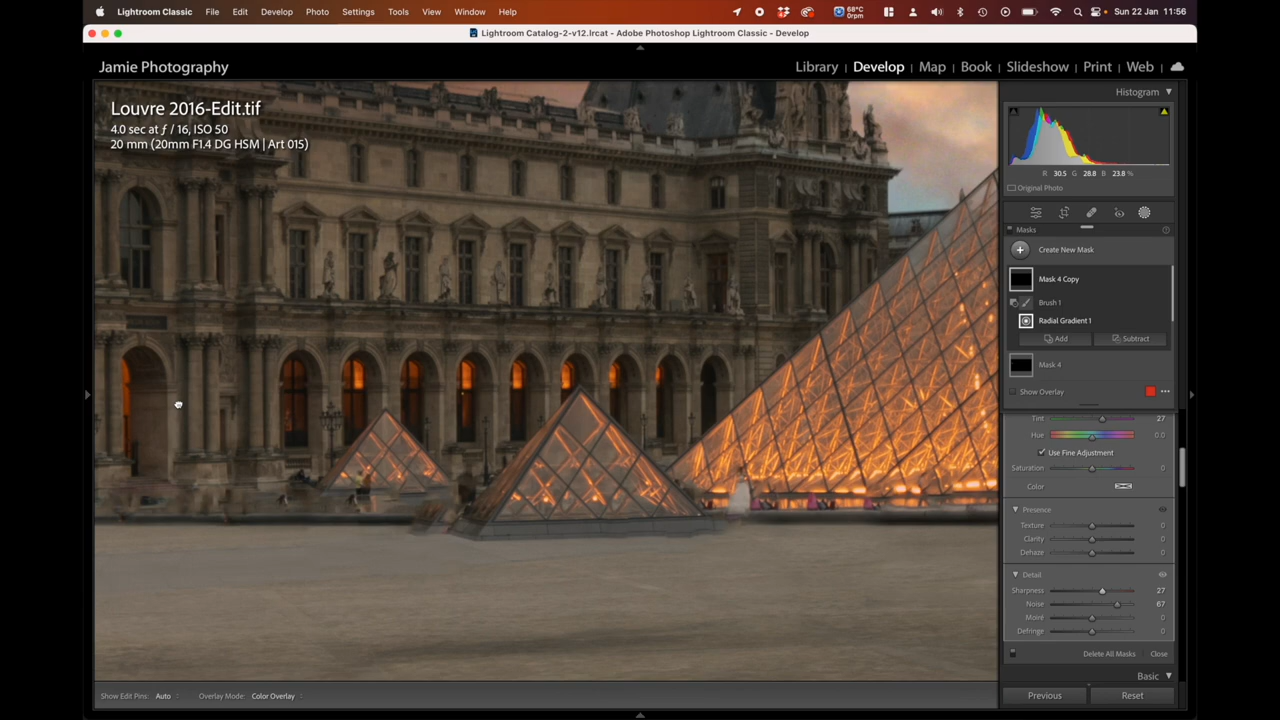 Lightroom Classic File Edit Develop Photo Settings Tools View Window Help 68°C 0rpm Sun 22 Jan 11:56
Lightroom Catalog-2-v12.lrcat - Adobe Photoshop Lightroom Classic - Develop
Jamie Photography Library | Develop | Map | Book | Slideshow | Print | Web
Louvre 2016-Edit.tif
4.0 sec at ƒ / 16, ISO 50
20 mm (20mm F1.4 DG HSM | Art 015)
Histogram
R 30.5 G 28.8 B 23.8 %
Original Photo
Masks
Create New Mask
Mask 4 Copy
Brush 1
Radial Gradient 1
Add Subtract
Mask 4
Show Overlay
Tint 27
Hue 0.0
Use Fine Adjustment
Saturation 0
Color
Presence
Texture 0
Clarity 0
Dehaze 0
Detail
Sharpness 27
Noise 67
Moiré 0
Defringe 0
Delete All Masks Close
Basic
Show Edit Pins: Auto Overlay Mode: Color Overlay
Previous Reset